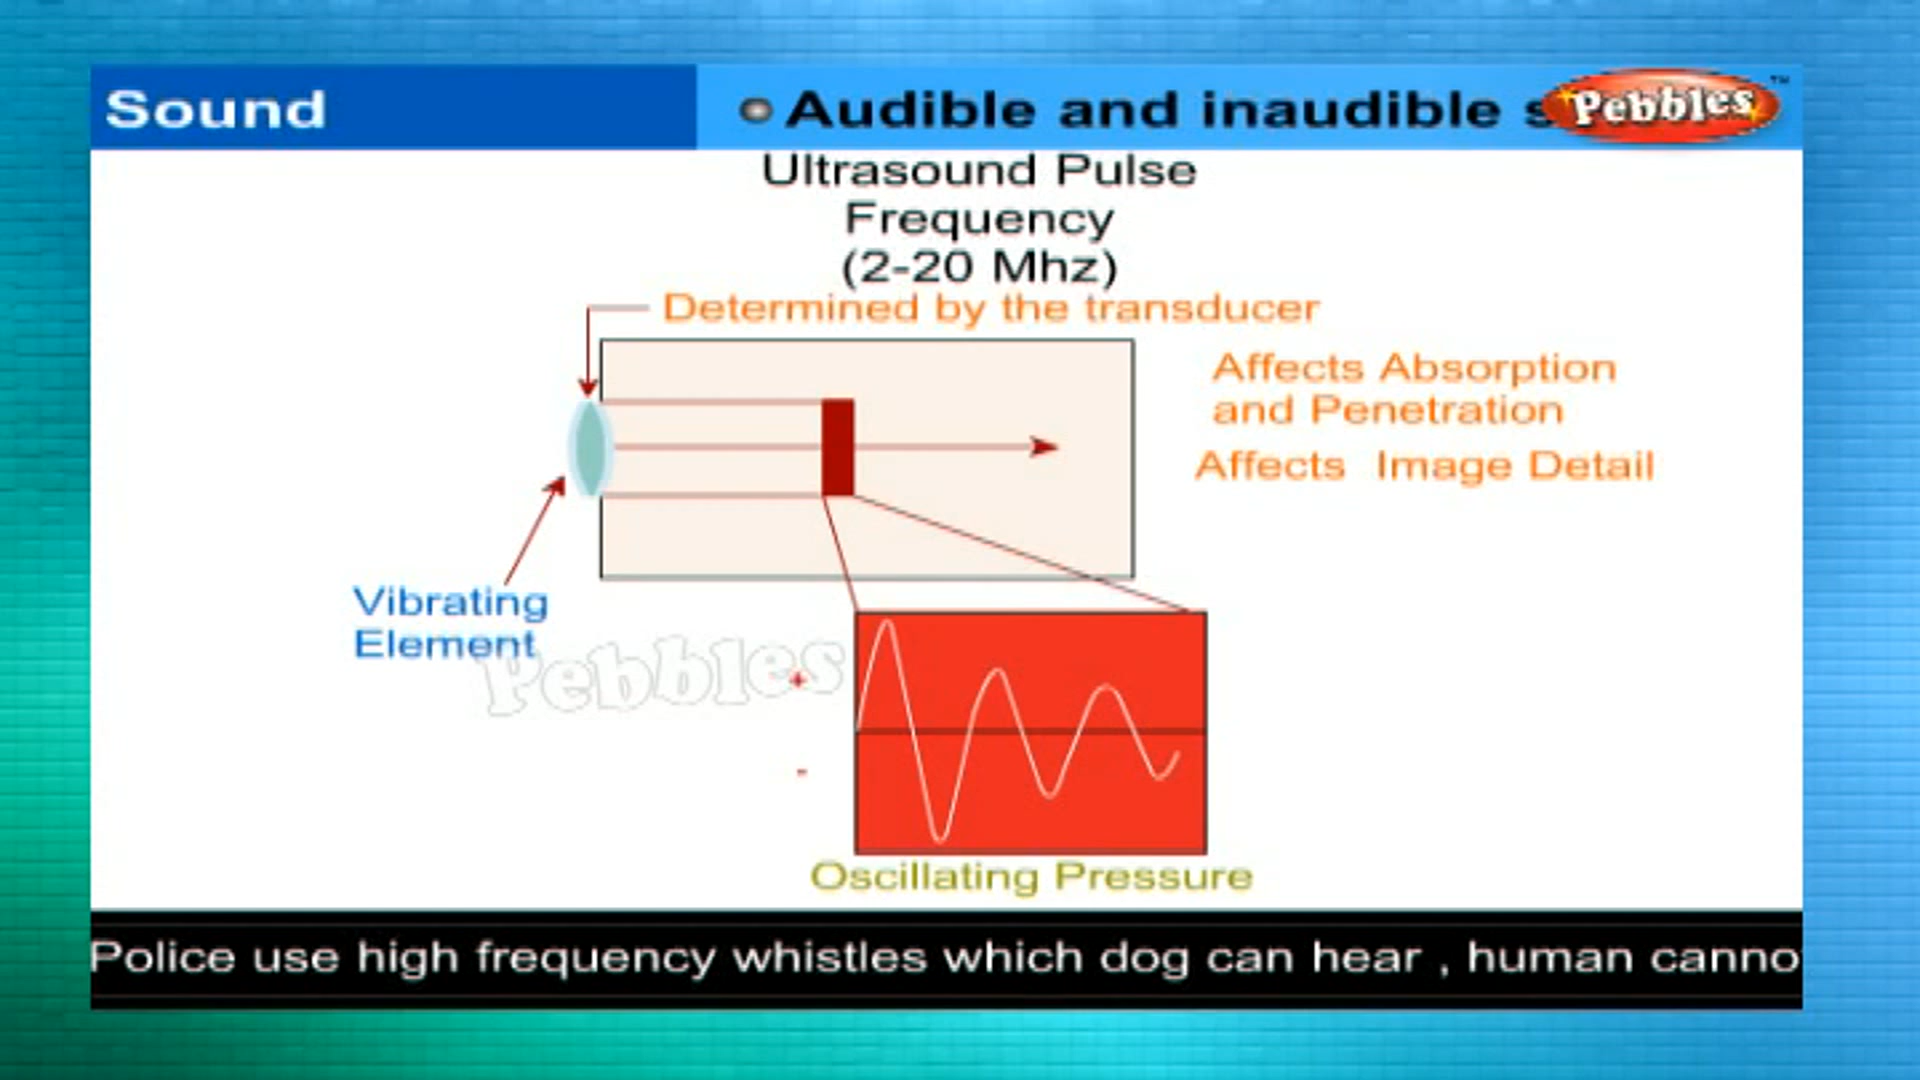 Sound
Audible and inaudible s
Pebbles
TM
Ultrasound Pulse
Frequency
(2-20 Mhz)
Determined by the transducer
Affects Absorption
and Penetration
Affects Image Detail
Vibrating
Element
Pebbles
+
-
Oscillating Pressure
Police use high frequency whistles which dog can hear , human canno